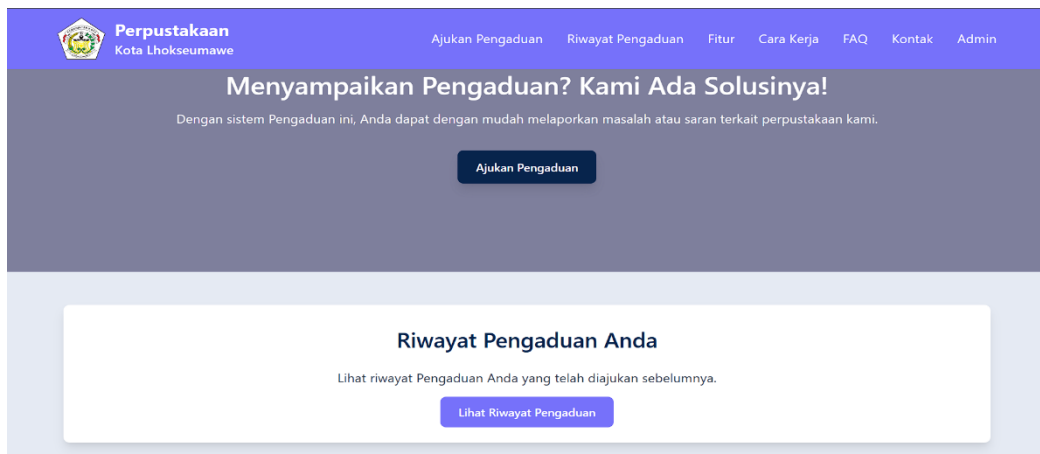 Perpustakaan
Kota Lhokseumawe
Ajukan Pengaduan Riwayat Pengaduan Fitur Cara Kerja FAQ Kontak Admin
Menyampaikan Pengaduan? Kami Ada Solusinya!
Dengan sistem Pengaduan ini, Anda dapat dengan mudah melaporkan masalah atau saran terkait perpustakaan kami.
Ajukan Pengaduan
Riwayat Pengaduan Anda
Lihat riwayat Pengaduan Anda yang telah diajukan sebelumnya.
Lihat Riwayat Pengaduan